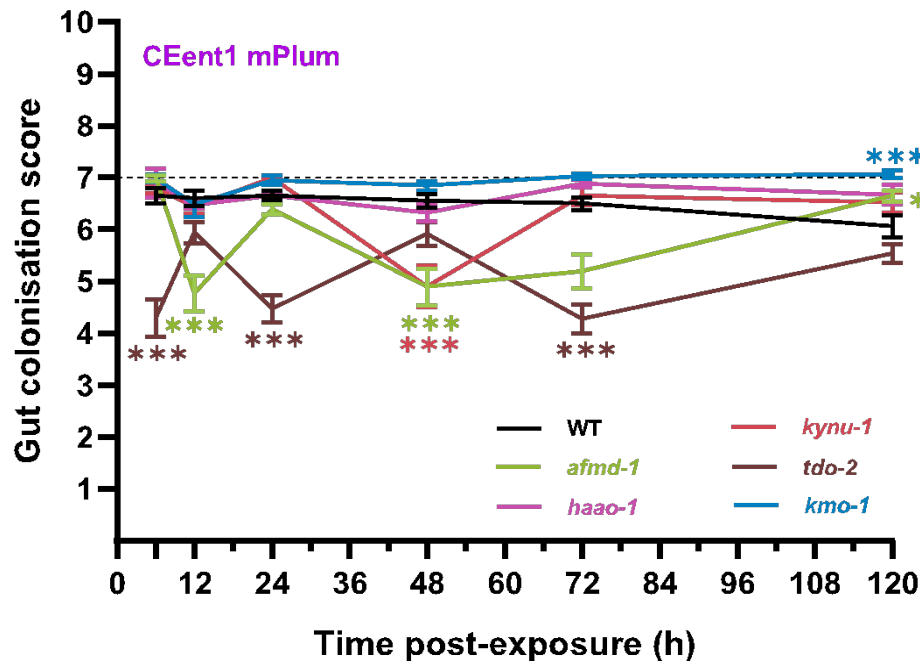 CEent1 mPlum
Gut colonisation score
10
9
8
7
6
5
4
3
2
1
***
*
***
***
***
***
***
***
WT
kynu-1
afmd-1
tdo-2
haao-1
kmo-1
0 12 24 36 48 60 72 84 96 108 120
Time post-exposure (h)